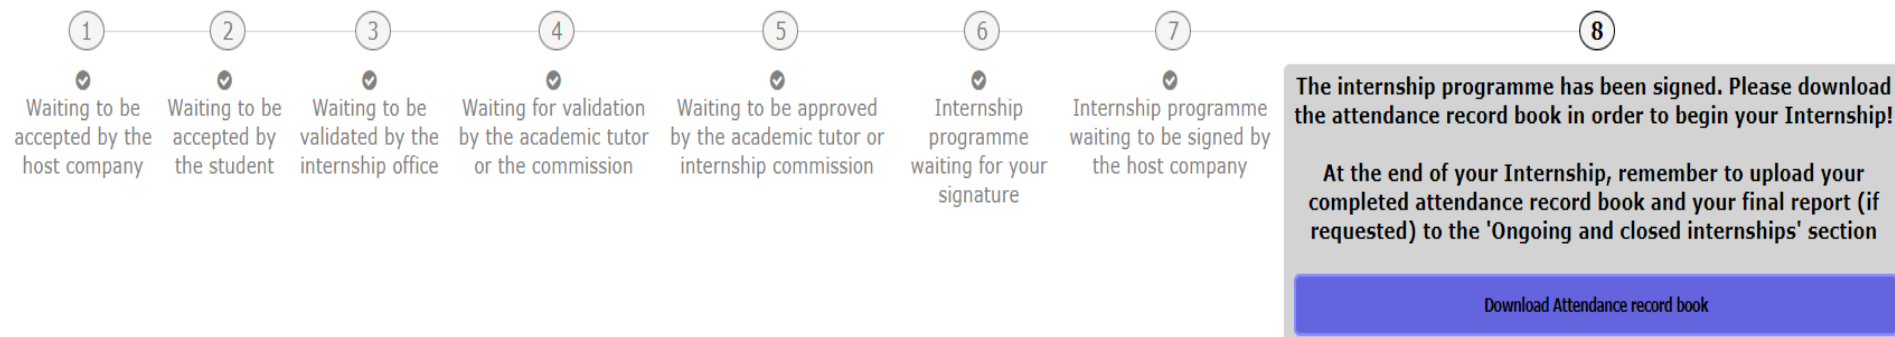 1
2
3
4
5
6
7
8
Waiting to be
accepted by the
host company
Waiting to be
accepted by
the student
Waiting to be
validated by the
internship office
Waiting for validation
by the academic tutor
or the commission
Waiting to be approved
by the academic tutor or
internship commission
Internship
programme
waiting for your
signature
Internship programme
waiting to be signed by
the host company
The internship programme has been signed. Please download
the attendance record book in order to begin your Internship!
At the end of your Internship, remember to upload your
completed attendance record book and your final report (if
requested) to the 'Ongoing and closed internships' section
Download Attendance record book